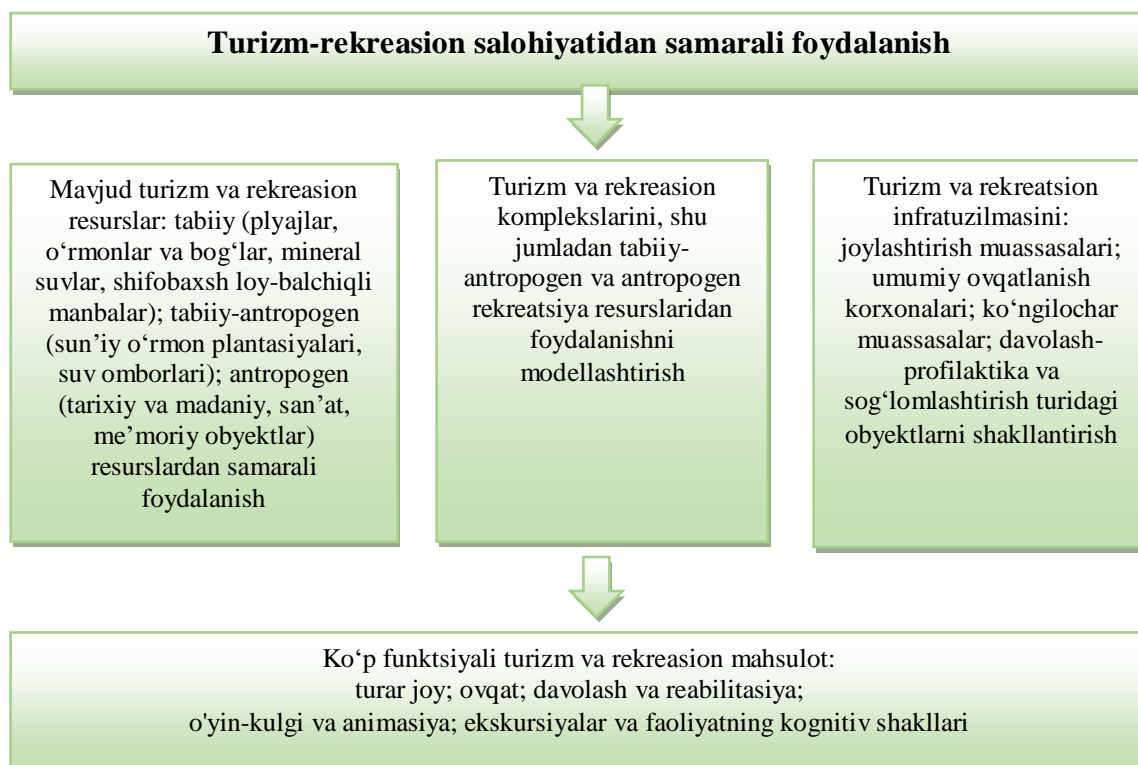 Turizm-rekreasion salohiyatidan samarali foydalanish
Mavjud turizm va rekreasion
resurslar: tabiiy (plyajlar,
o‘rmonlar va bog‘lar, mineral
suvlar, shifobaxsh loy-balchiqli
manbalar); tabiiy-antropogen
(sun’iy o‘rmon plantasiyalari,
suv omborlari); antropogen
(tarixiy va madaniy, san’at,
me’moriy obyektlar)
resurslardan samarali
foydalanish
Turizm va rekreasion
komplekslarini, shu
jumladan tabiiy-
antropogen va antropogen
rekreatsiya resurslaridan
foydalanishni
modellashtirish
Turizm va rekreatsion
infratuzilmasini:
joylashtirish muassasalari;
umumiy ovqatlanish
korxonalari; ko‘ngilochar
muassasalar; davolash-
profilaktika va
sog‘lomlashtirish turidagi
obyektlarni shakllantirish
Ko‘p funktsiyali turizm va rekreasion mahsulot:
turar joy; ovqat; davolash va reabilitasiya;
o'yin-kulgi va animasiya; ekskursiyalar va faoliyatning kognitiv shakllari